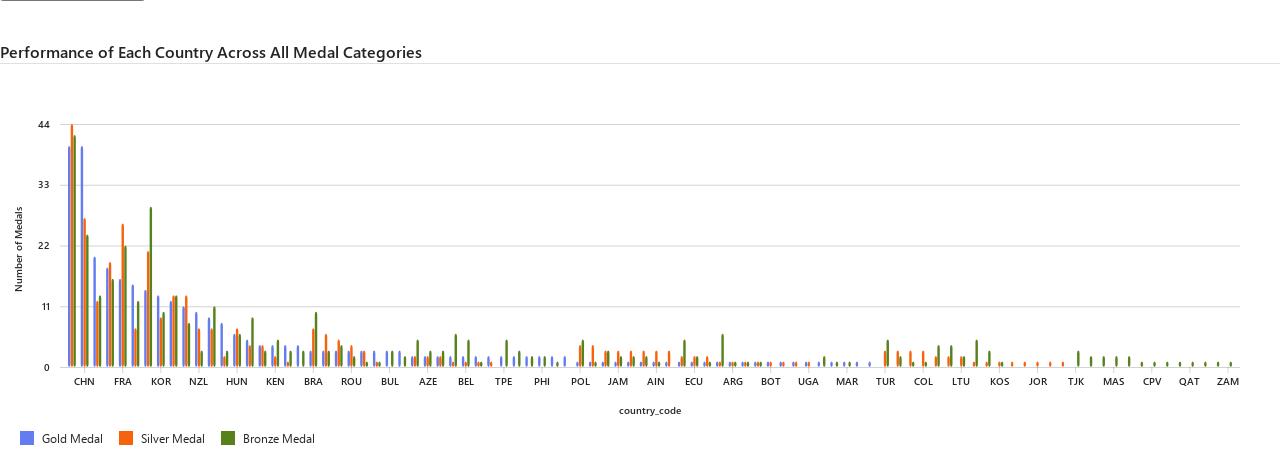 Performance of Each Country Across All Medal Categories
44
33
22
11
0
Number of Medals
CHN FRA KOR NZL HUN KEN BRA ROU BUL AZE BEL TPE PHI POL JAM AIN ECU ARG BOT UGA MAR TUR COL LTU KOS JOR TJK MAS CPV QAT ZAM
country_code
Gold Medal Silver Medal Bronze Medal